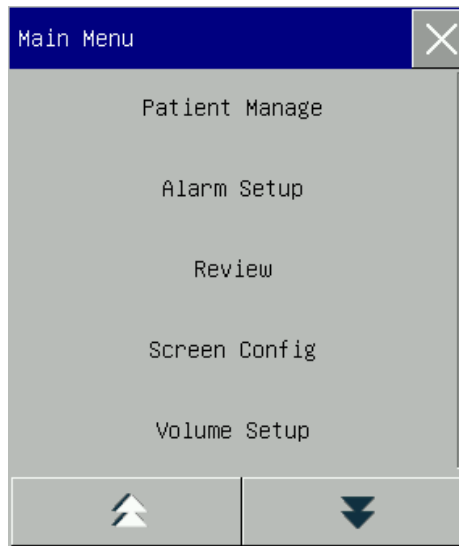 Main Menu
Patient Manage
Alarm Setup
Review
Screen Config
Volume Setup